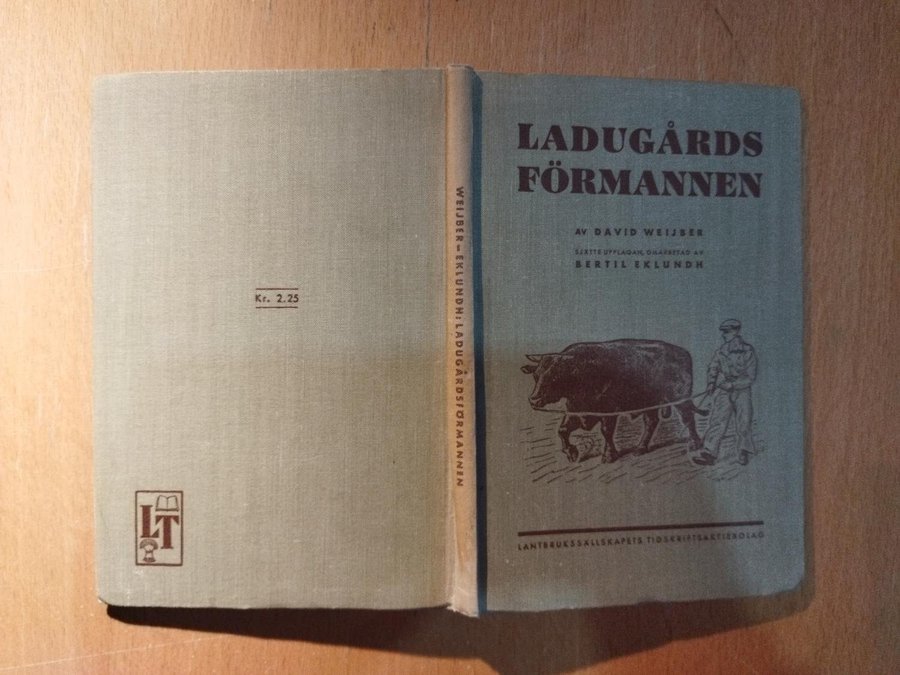 LADUGÅRDS
FÖRMANNEN
AV DAVID WEIJBER
SJÄTTE UPPLAGAN, OMARBETAD AV
BERTIL EKLUNDH
LANTBRUKSSÄLLSKAPETS TIDSKRIFTSAKTIEBOLAG
WEIJBER–EKLUNDH: LADUGÅRDSFÖRMANNEN
Kr. 2.25
LT